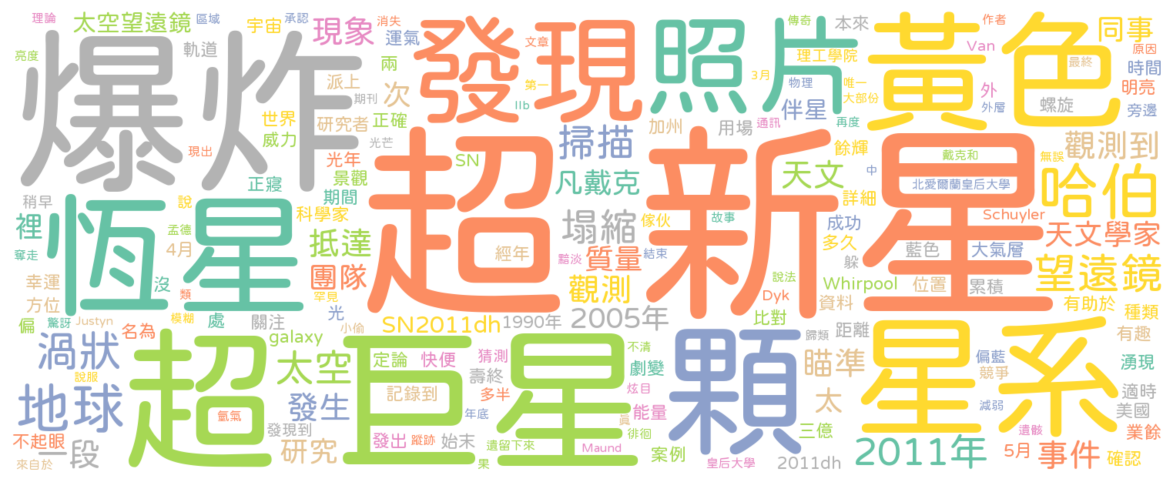 理論
太空望遠鏡
區域
宇宙
承認
現象
消失
運氣
亮度
軌道
爆炸
派上
兩
期刊
次
世界
威力
研究者
正確
光芒
現出
光年
景觀
正寢
期間
發現
文章
IIb
第一
照片
傳奇
本來
理工學院
3月
物理
唯一
大部份
伴星
加州
用場
通訊
再度
黃色
作者
Van
外
外層
同事
原因
時間
最終
明亮
螺旋
旁邊
觀測到
無誤
掃描
SN
凡戴克
餘輝
天文
中
戴克和
北愛爾蘭皇后大學
詳細
哈伯
Schuyler
天文學家
超新星
稍早
說
科學家
恆星
裡
孟德
4月
奪走
沒
抵達
塌縮
傢伙
故事
成功
多久
藍色
大氣層
躲
經年
黯淡
質量
結束
說法
幸運
方位
類
罕見
團隊
觀測
Dyk
Whirpool
資料
位置
累積
望遠鏡
有助於
種類
偏
驚訝
Justyn
模糊
處
關注
光
小偷
SN2011dh
1990年
2005年
比對
距離
歸類
有趣
名為
galaxy
渦狀
說服
超巨星
太空
定論
快便
猜測
不清
劇變
顆
瞄準
星系
偏藍
競爭
湧現
地球
氫氣
發生
壽終
記錄到
多半
炫目
能量
年底
真
徘徊
太
減弱
適時
美國
不起眼
一段
來自於
發現到
研究
發出
蹤跡
始末
遺留下來
果
Maund
案例
皇后大學
三億
2011dh
2011年
遺骸
5月
事件
業餘
確認